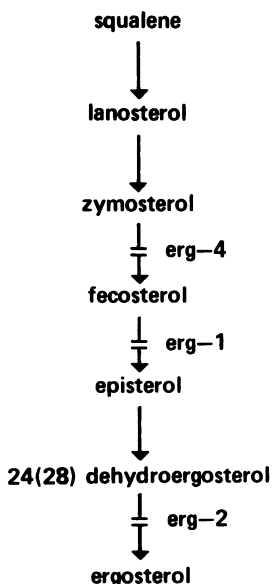 squalene
lanosterol
zymosterol
erg–4
fecosterol
erg–1
episterol
24(28) dehydroergosterol
erg–2
ergosterol